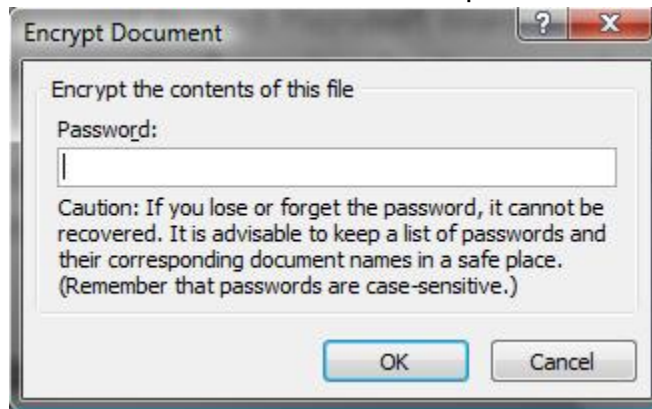 Encrypt Document
Encrypt the contents of this file
Password:
Caution: If you lose or forget the password, it cannot be
recovered. It is advisable to keep a list of passwords and
their corresponding document names in a safe place.
(Remember that passwords are case-sensitive.)
OK Cancel